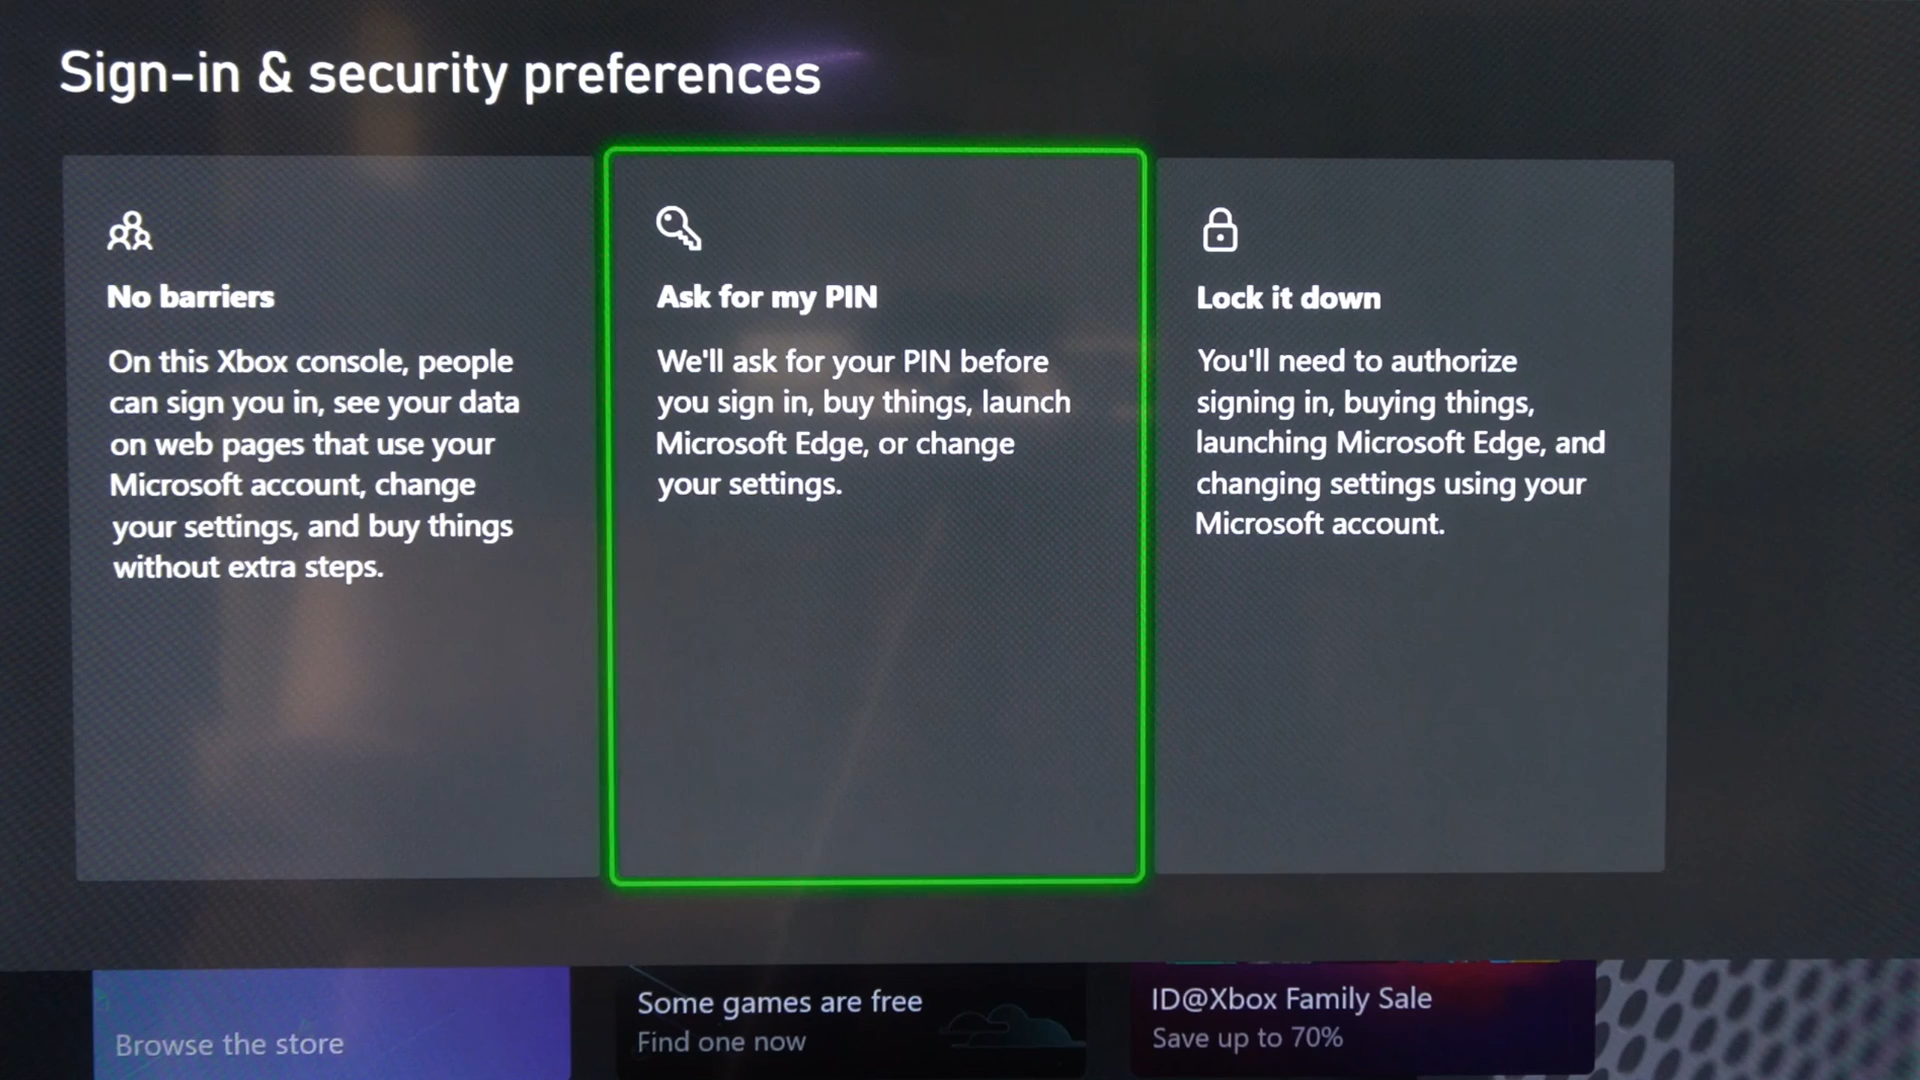 Sign-in & security preferences
No barriers
On this Xbox console, people
can sign you in, see your data
on web pages that use your
Microsoft account, change
your settings, and buy things
without extra steps.
Ask for my PIN
We'll ask for your PIN before
you sign in, buy things, launch
Microsoft Edge, or change
your settings.
Lock it down
You'll need to authorize
signing in, buying things,
launching Microsoft Edge, and
changing settings using your
Microsoft account.
Browse the store
Some games are free
Find one now
ID@Xbox Family Sale
Save up to 70%